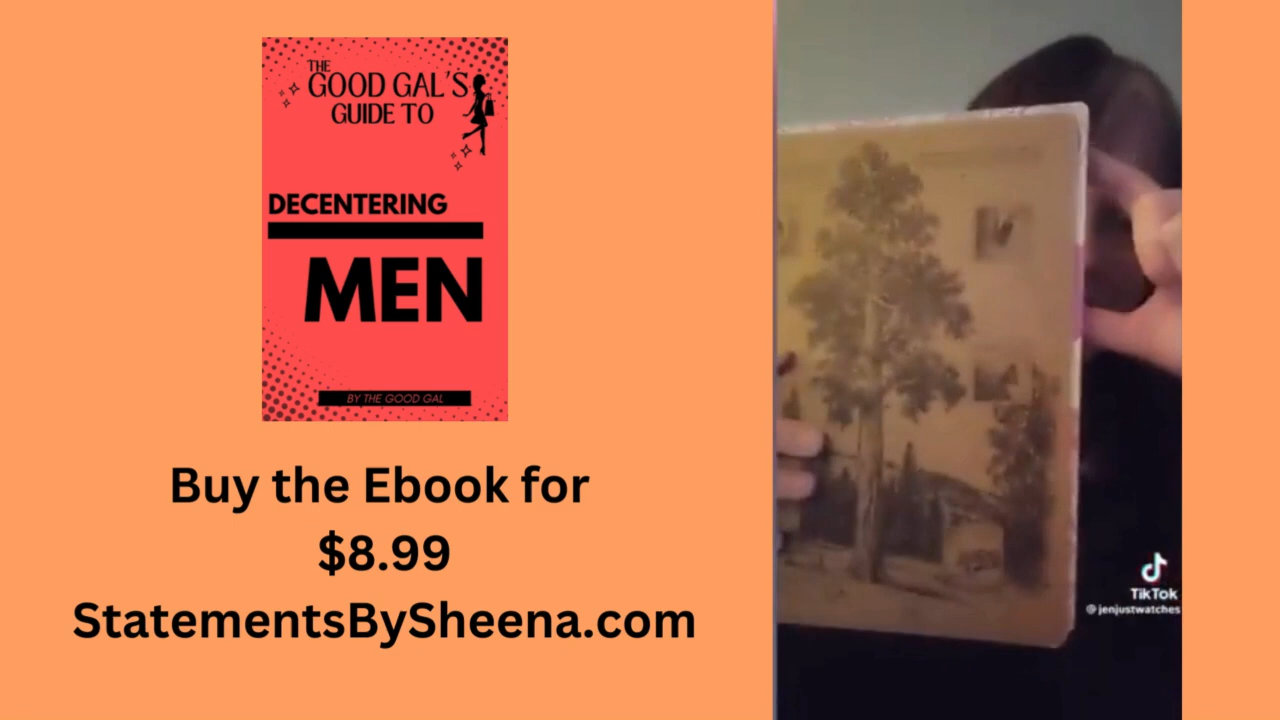 THE
GOOD GAL'S
GUIDE TO
DECENTERING
MEN
BY THE GOOD GAL
Buy the Ebook for
$8.99
StatementsBySheena.com
TikTok
@jenjustwatches